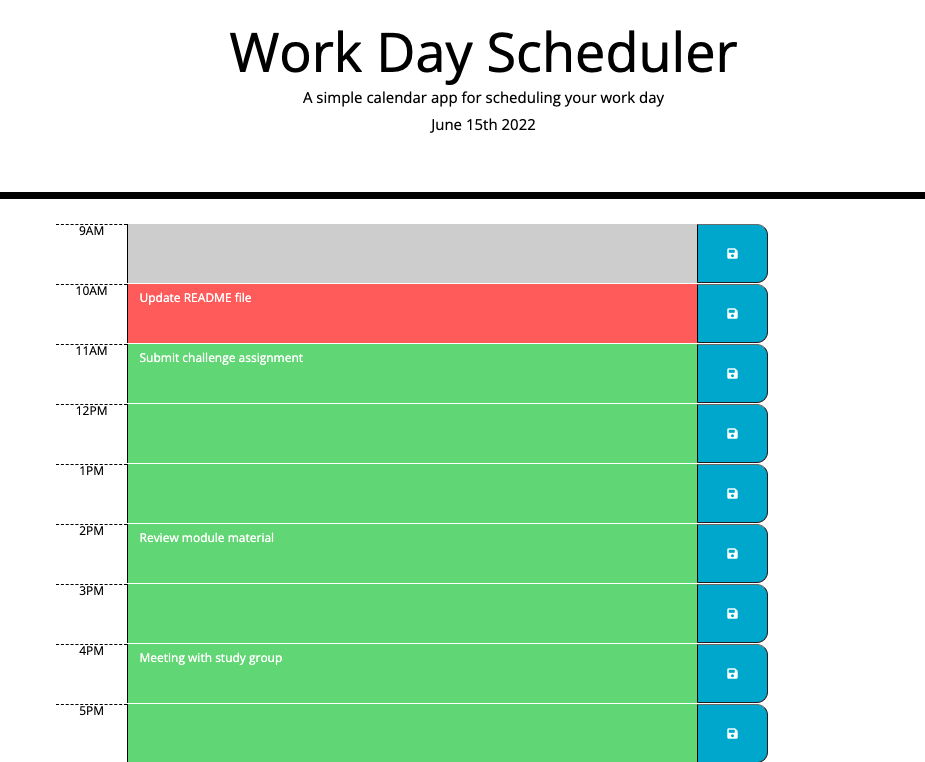 Work Day Scheduler
A simple calendar app for scheduling your work day
June 15th 2022
9AM
10AM Update README file
11AM Submit challenge assignment
12PM
1PM
2PM Review module material
3PM
4PM Meeting with study group
5PM